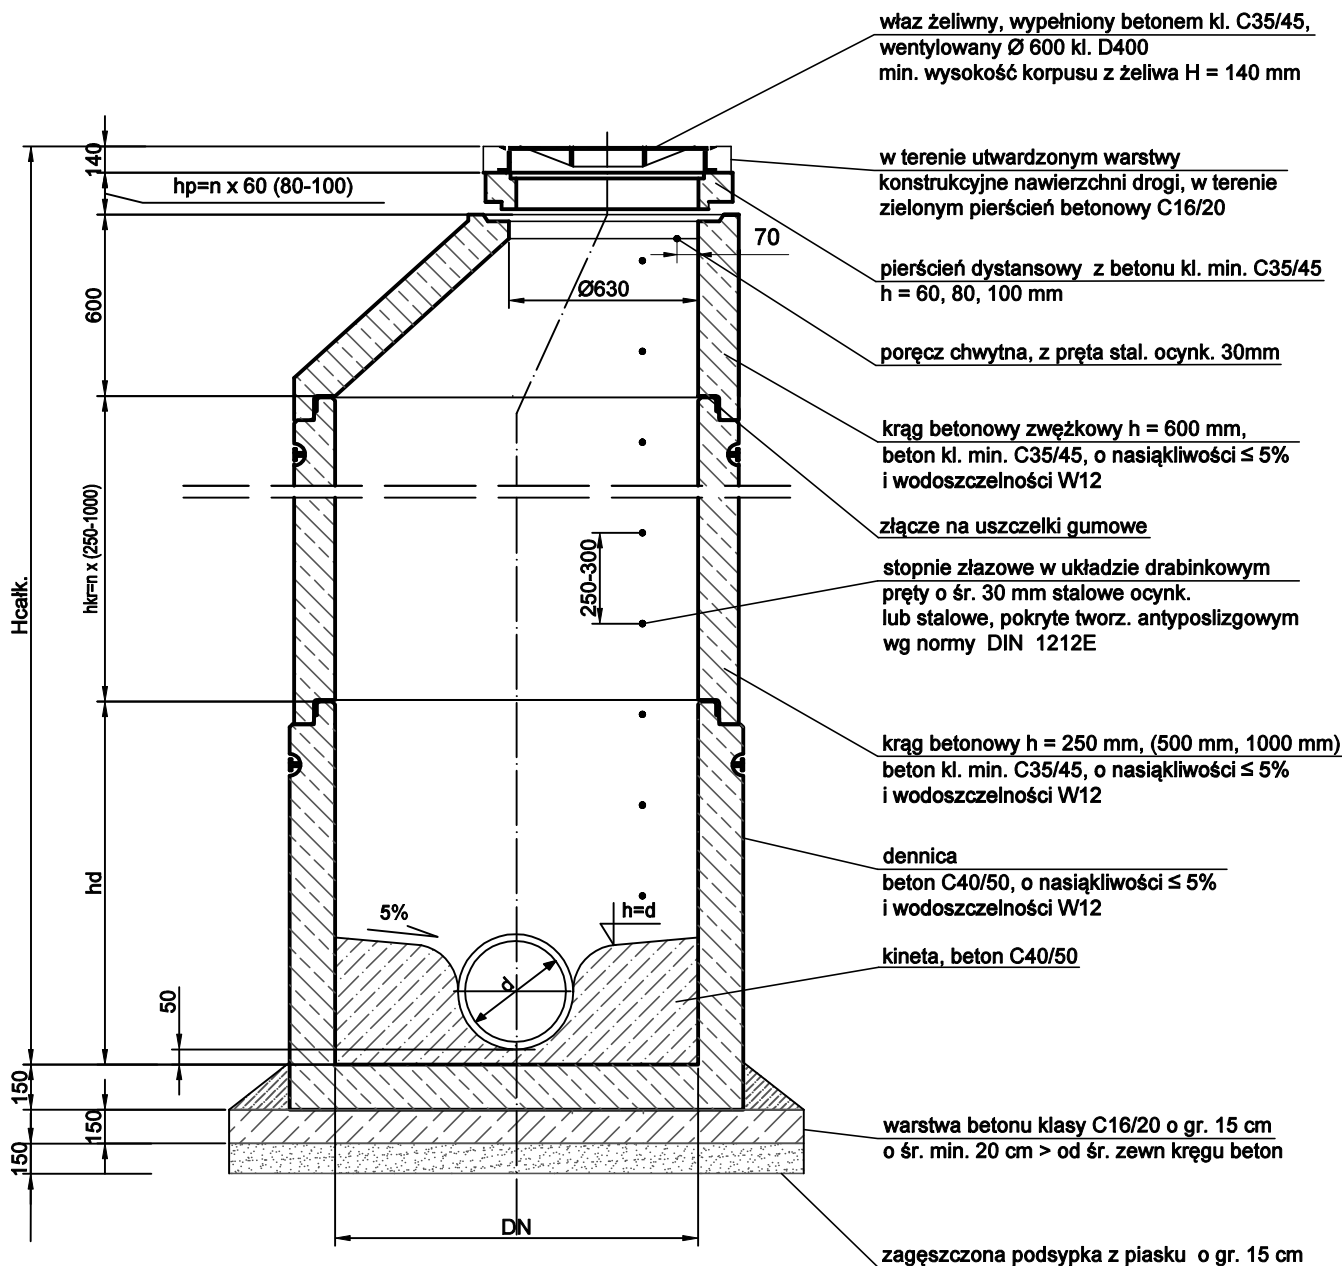 właz żeliwny, wypełniony betonem kl. C35/45,
wentylowany Ø 600 kl. D400
min. wysokość korpusu z żeliwa H = 140 mm
w terenie utwardzonym warstwy
konstrukcyjne nawierzchni drogi, w terenie
zielonym pierścień betonowy C16/20
pierścień dystansowy z betonu kl. min. C35/45
h = 60, 80, 100 mm
poręcz chwytna, z pręta stal. ocynk. 30mm
krąg betonowy zwężkowy h = 600 mm,
beton kl. min. C35/45, o nasiąkliwości ≤ 5%
i wodoszczelności W12
złącze na uszczelki gumowe
stopnie złazowe w układzie drabinkowym
pręty o śr. 30 mm stalowe ocynk.
lub stalowe, pokryte tworz. antyposlizgowym
wg normy DIN 1212E
krąg betonowy h = 250 mm, (500 mm, 1000 mm)
beton kl. min. C35/45, o nasiąkliwości ≤ 5%
i wodoszczelności W12
dennica
beton C40/50, o nasiąkliwości ≤ 5%
i wodoszczelności W12
kineta, beton C40/50
warstwa betonu klasy C16/20 o gr. 15 cm
o śr. min. 20 cm > od śr. zewn kręgu beton
zagęszczona podsypka z piasku o gr. 15 cm
140
hp=n x 60 (80-100)
600
70
Ø630
hkr=n x (250-1000)
250-300
Hcałk.
hd
5%
h=d
d
50
150
150
150
DN